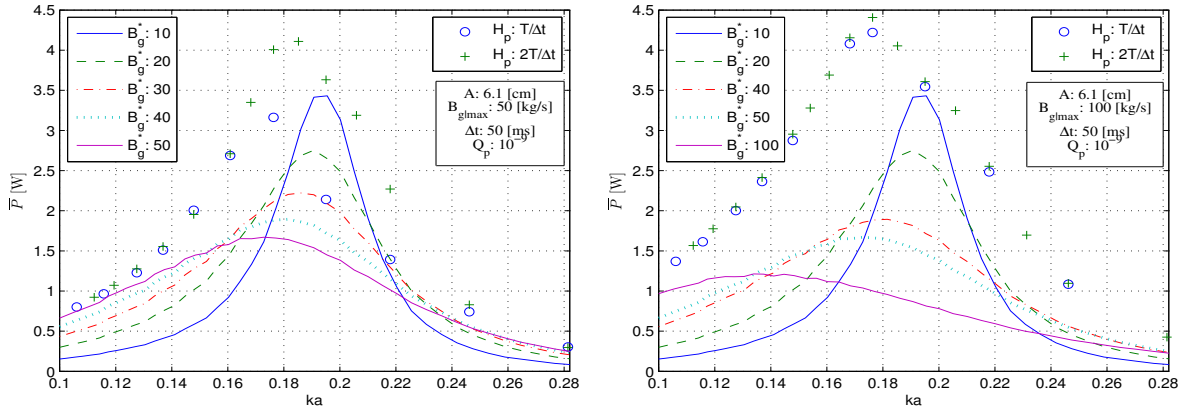 4.5
4
3.5
3
2.5
2
1.5
1
0.5
0
P [W]
0.1 0.12 0.14 0.16 0.18 0.2 0.22 0.24 0.26 0.28
ka
B*g: 10
B*g: 20
B*g: 30
B*g: 40
B*g: 50
Hp: T/Δt
Hp: 2T/Δt
A: 6.1 [cm]
Bglmax: 50 [kg/s]
Δt: 50 [ms]
Qp: 10⁻⁹
4.5
4
3.5
3
2.5
2
1.5
1
0.5
0
P [W]
0.1 0.12 0.14 0.16 0.18 0.2 0.22 0.24 0.26 0.28
ka
B*g: 10
B*g: 20
B*g: 40
B*g: 50
B*g: 100
Hp: T/Δt
Hp: 2T/Δt
A: 6.1 [cm]
Bglmax: 100 [kg/s]
Δt: 50 [ms]
Qp: 10⁻⁹